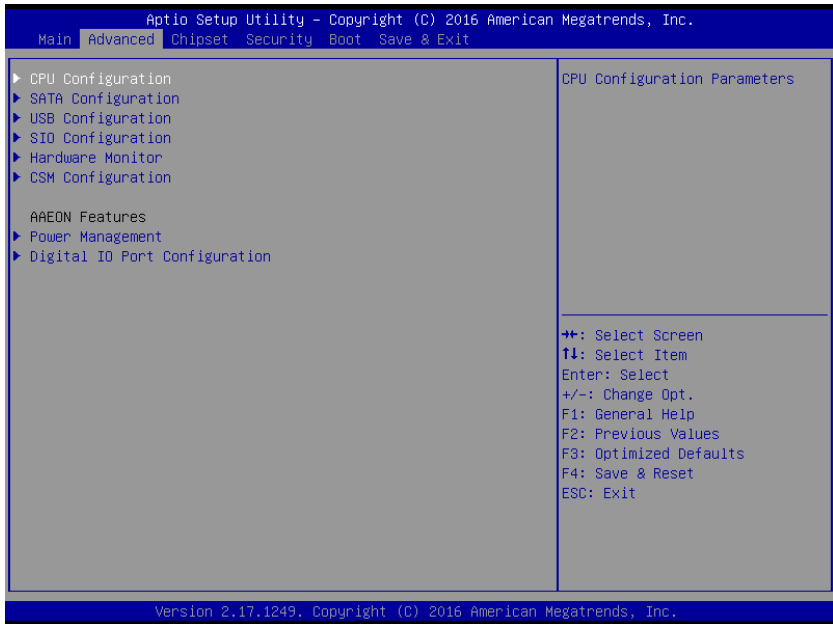 Aptio Setup Utility – Copyright (C) 2016 American Megatrends, Inc.
Main Advanced Chipset Security Boot Save & Exit
CPU Configuration
SATA Configuration
USB Configuration
SIO Configuration
Hardware Monitor
CSM Configuration
AAEON Features
Power Management
Digital IO Port Configuration
CPU Configuration Parameters
→←: Select Screen
↑↓: Select Item
Enter: Select
+/-: Change Opt.
F1: General Help
F2: Previous Values
F3: Optimized Defaults
F4: Save & Reset
ESC: Exit
Version 2.17.1249. Copyright (C) 2016 American Megatrends, Inc.